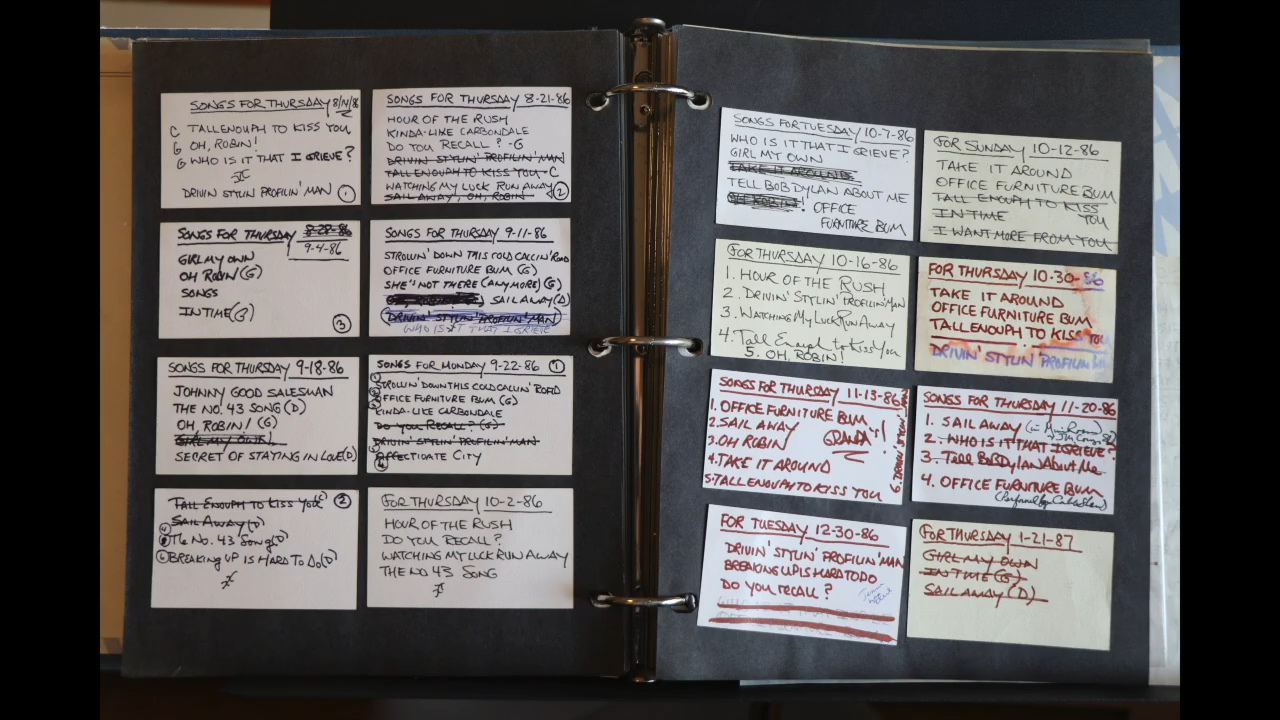 SONGS FOR THURSDAY 8/14/86
C TALLENOUPH TO KISS YOU
G OH, ROBIN!
G WHO IS IT THAT I GRIEVE?
DRIVIN STYLIN PROFILIN' MAN 1
SONGS FOR THURSDAY 8-21-86
HOUR OF THE RUSH
KINDA-LIKE CARBONDALE
DO YOU RECALL? -G
DRIVIN' STYLIN' PROFILIN' MAN
TALL ENOUPH TO KISS YOU-C
WATCHING MY LUCK RUN AWAY 2
SAIL AWAY, OH, ROBIN
SONGS FOR THURSDAY 8-28-86
9-4-86
GIRL MY OWN
OH ROBIN (G)
SONGS
IN TIME (G)
3
SONGS FOR THURSDAY 9-11-86
STROLLIN' DOWN THIS COLD CALLIN' ROAD
OFFICE FURNITURE BUM (G)
SHE'S NOT THERE (ANYMORE) (G)
SAIL AWAY (D)
(DRIVIN' STYLIN' PROFILIN' MAN)
WHO IS IT THAT I GRIEVE
SONGS FOR THURSDAY 9-18-86
JOHNNY GOOD SALESMAN
THE NO. 43 SONG (D)
OH, ROBIN! (G)
GIRL MY OWN
SECRET OF STAYING IN LOVE (D)
SONGS FOR MONDAY 9-22-86 1
STROLLIN' DOWN THIS COLD CALLIN' ROAD
OFFICE FURNITURE BUM (G)
KINDA-LIKE CARBONDALE
DO YOU RECALL? (G)
DRIVIN' STYLIN' PROFILIN' MAN
CITY
TALL ENOUPH TO KISS YOU 2
SAIL AWAY (D)
The No. 43 Song (D)
BREAKING UP IS HARD TO DO (D)
FOR THURSDAY 10-2-86
HOUR OF THE RUSH
DO YOU RECALL?
WATCHING MY LUCK RUN AWAY
THE NO 43 SONG
SONGS FOR TUESDAY 10-7-86
WHO IS IT THAT I GRIEVE?
GIRL MY OWN
TAKE IT AROUND
TELL BOB DYLAN ABOUT ME
OH ROBIN! OFFICE
FURNITURE BUM
FOR SUNDAY 10-12-86
TAKE IT AROUND
OFFICE FURNITURE BUM
TALL ENOUPH TO KISS
YOU
IN TIME
I WANT MORE FROM YOU
FOR THURSDAY 10-16-86
1. HOUR OF THE RUSH
2. DRIVIN' STYLIN' PROFILIN' MAN
3. WATCHING MY LUCK RUN AWAY
4. Tall Enough to Kiss You
5. OH, ROBIN!
FOR THURSDAY 10-30-86
TAKE IT AROUND
OFFICE FURNITURE BUM
TALLENOUPH TO KISS YOU
DRIVIN' STYLIN PROFILIN
SONGS FOR THURSDAY 11-13-86
1. OFFICE FURNITURE BUM
2. SAIL AWAY
3. OH ROBIN
4. TAKE IT AROUND
5. TALLENOUPH TO KISS YOU
SONGS FOR THURSDAY 11-20-86
1. SAIL AWAY
2. WHO IS IT THAT I GRIEVE?
3. Tell Bob Dylan About Me
4. OFFICE FURNITURE BUM
FOR TUESDAY 12-30-86
DRIVIN' STYLIN' PROFILIN' MAN
BREAKING UP IS HARD TO DO
DO YOU RECALL?
FOR THURSDAY 1-21-87
GIRL MY OWN
IN TIME (G)
SAIL AWAY (D)